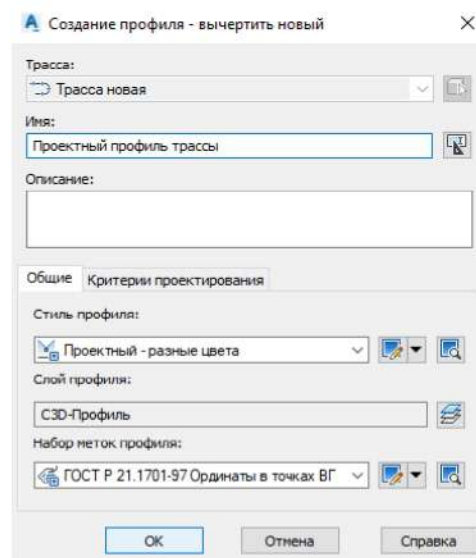 Создание профиля - вычертить новый
Трасса:
Трасса новая
Имя:
Проектный профиль трассы
Описание:
Общие Критерии проектирования
Стиль профиля:
Проектный - разные цвета
Слой профиля:
C3D-Профиль
Набор меток профиля:
ГОСТ Р 21.1701-97 Ординаты в точках ВГ
OK Отмена Справка